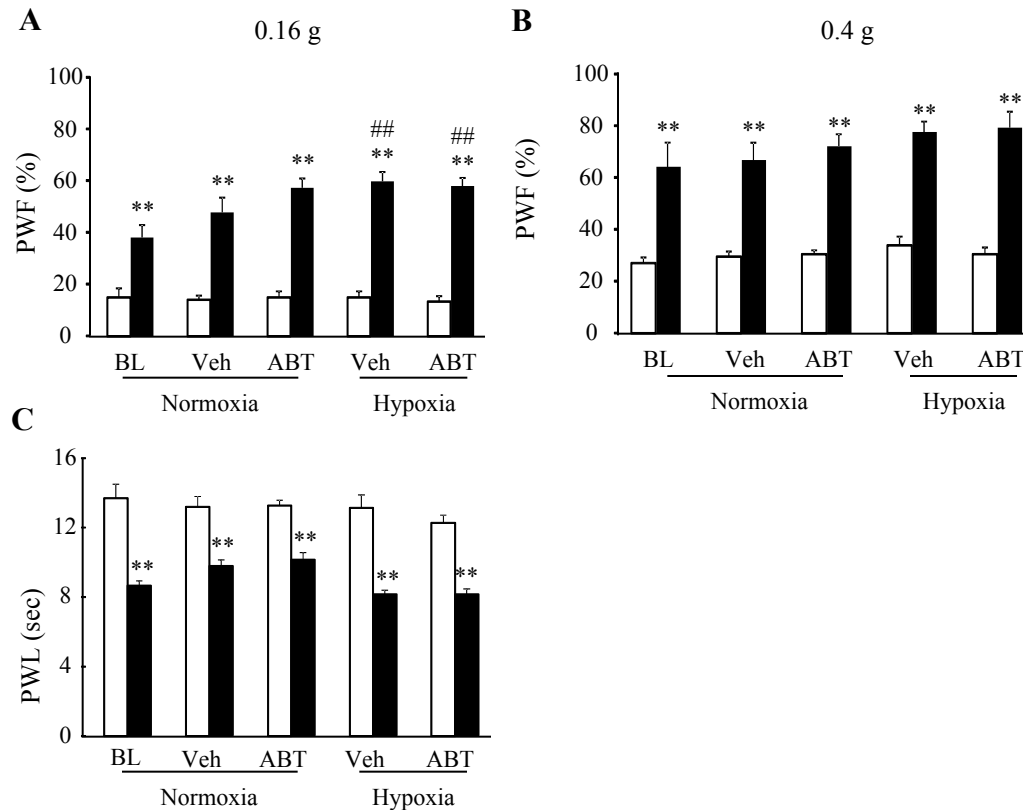 A
0.16 g
100
80
60
40
20
0
PWF (%)
**
**
**
##
**
##
**
BL Veh ABT Veh ABT
Normoxia Hypoxia
B
0.4 g
100
80
60
40
20
0
PWF (%)
**
**
**
**
**
BL Veh ABT Veh ABT
Normoxia Hypoxia
C
16
12
8
4
0
PWL (sec)
**
**
**
**
**
BL Veh ABT Veh ABT
Normoxia Hypoxia